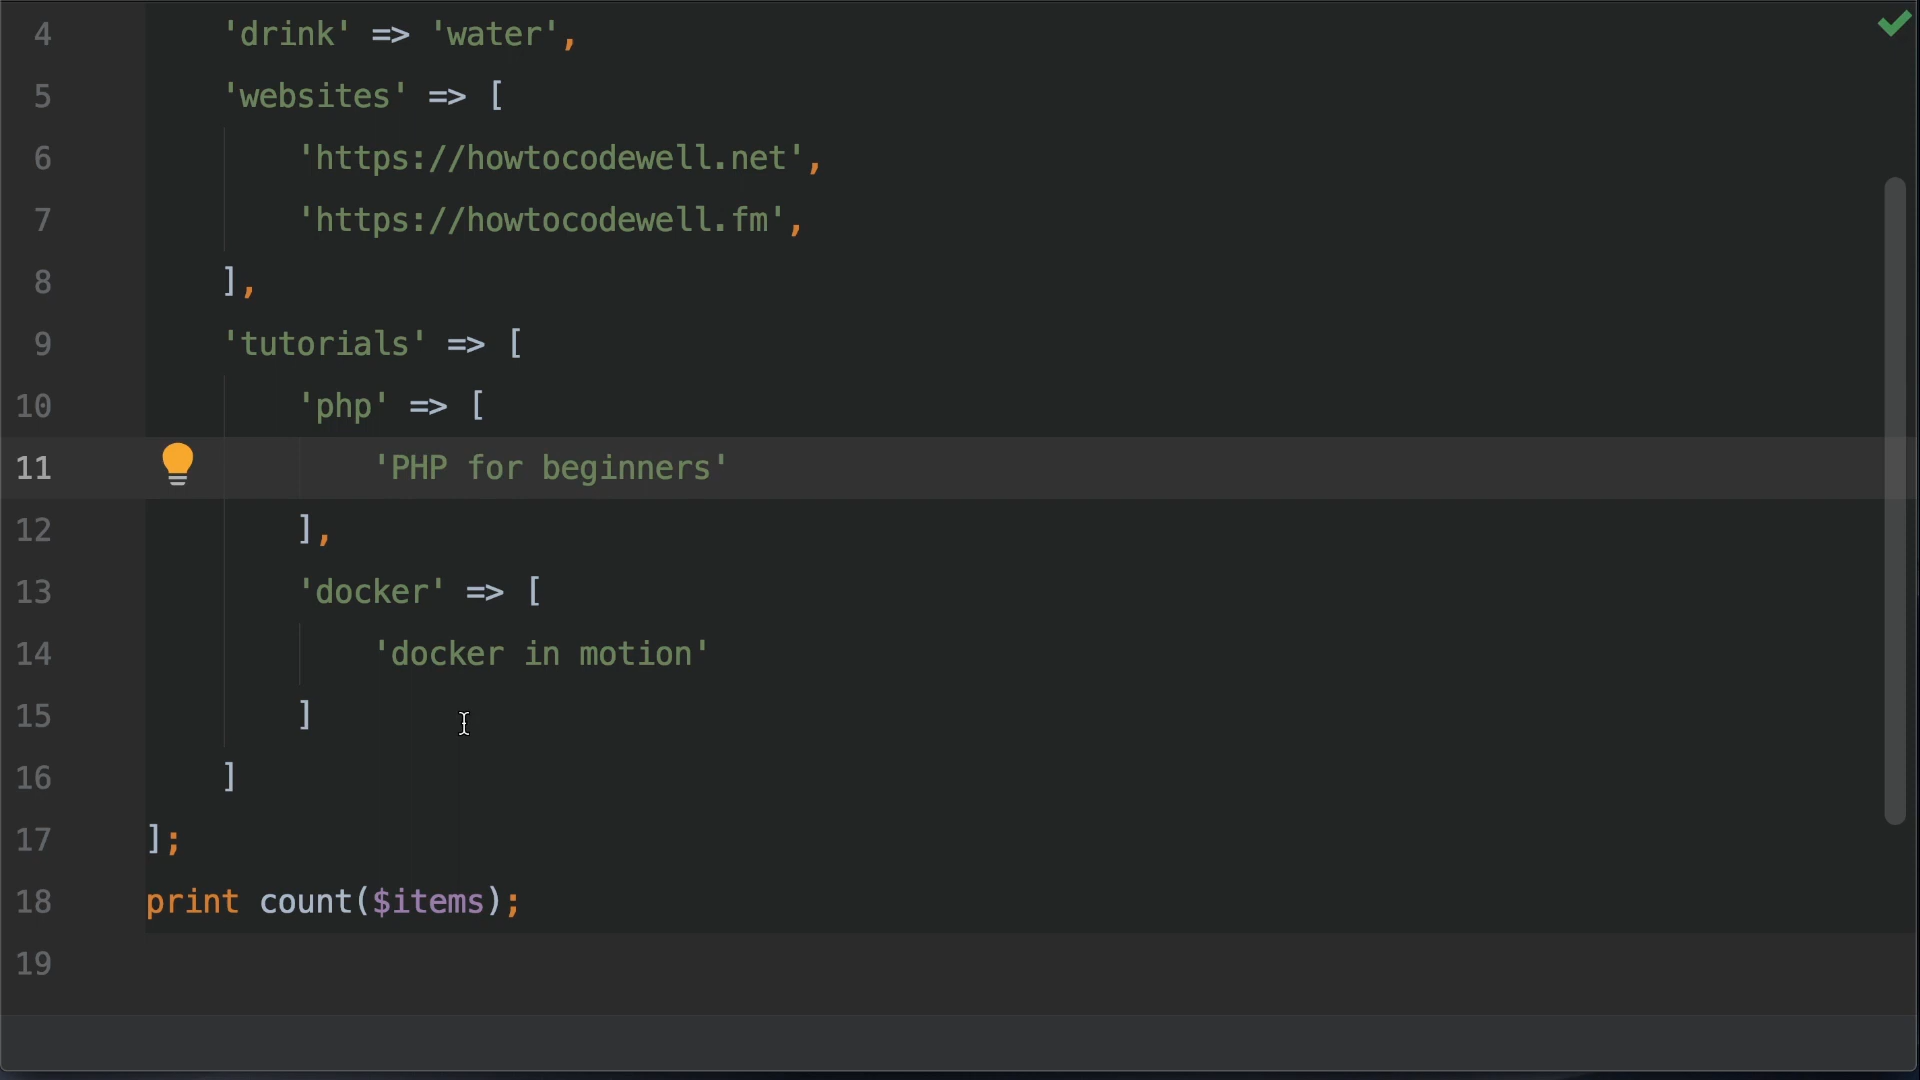 4 'drink' => 'water',
5 'websites' => [
6 'https://howtocodewell.net',
7 'https://howtocodewell.fm',
8 ],
9 'tutorials' => [
10 'php' => [
11 'PHP for beginners'
12 ],
13 'docker' => [
14 'docker in motion'
15 ]
16 ]
17 ];
18 print count($items);
19